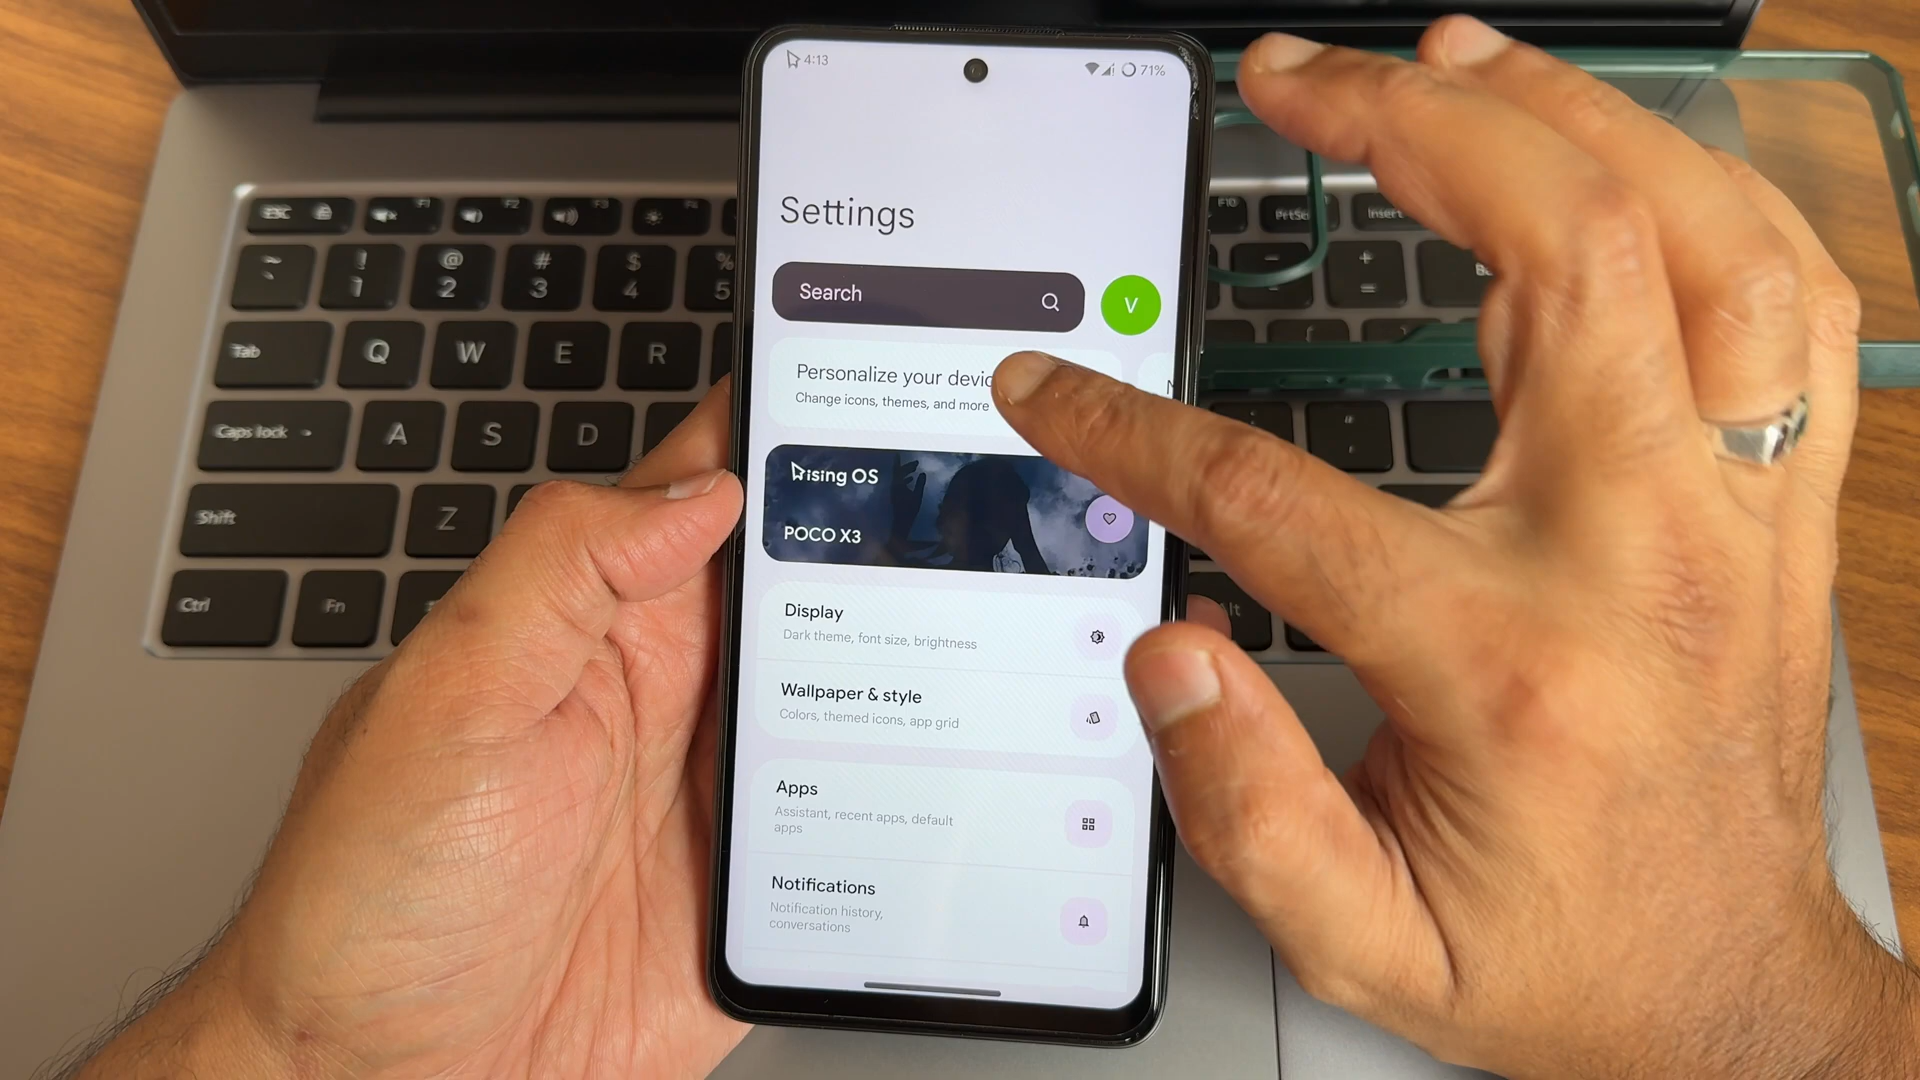 4:13
71%
Settings
Search
V
Personalize your devic
Change icons, themes, and more
N
rising OS
POCO X3
Display
Dark theme, font size, brightness
Wallpaper & style
Colors, themed icons, app grid
Apps
Assistant, recent apps, default
apps
Notifications
Notification history,
conversations
ESC F1 F2 F3 F4 F10 PrtSc Insert
~ ! 1 @ 2 # 3 $ 4 % 5 - + =
Tab Q W E R
Caps lock A S D
Shift Z
Ctrl Fn Alt